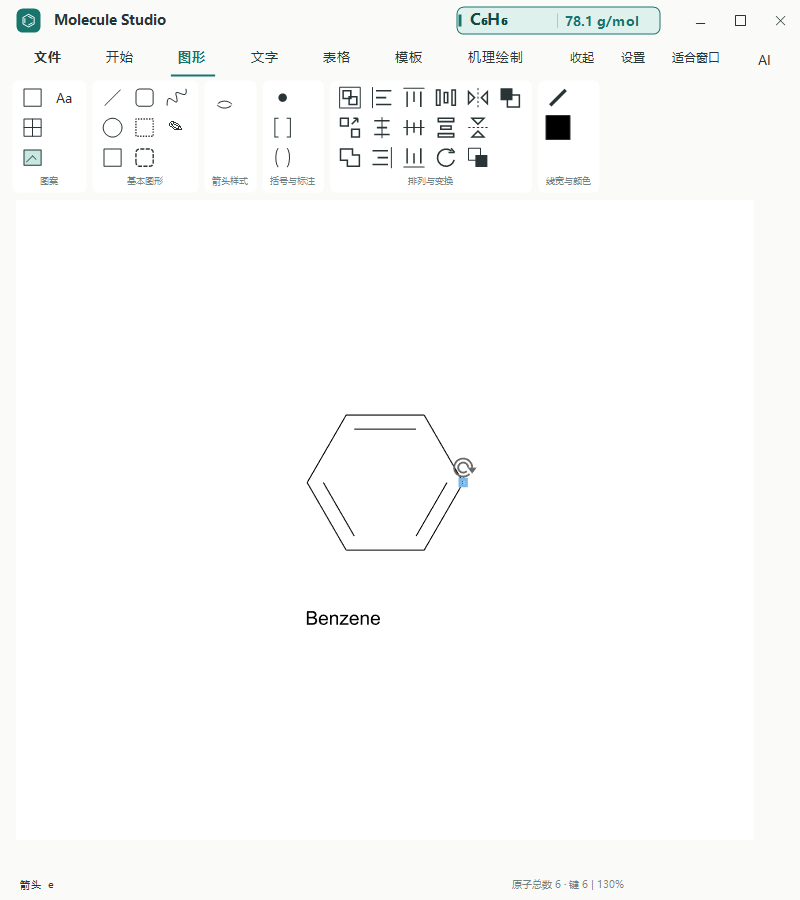 Molecule Studio
C₆H₆ 78.1 g/mol
文件 开始 图形 文字 表格 模板 机理绘制 收起 设置 适合窗口 AI
Aa
图案 基本图形 箭头样式 括号与标注 排列与变换 线宽与颜色
Benzene
箭头 e 原子总数 6 · 键 6 | 130%